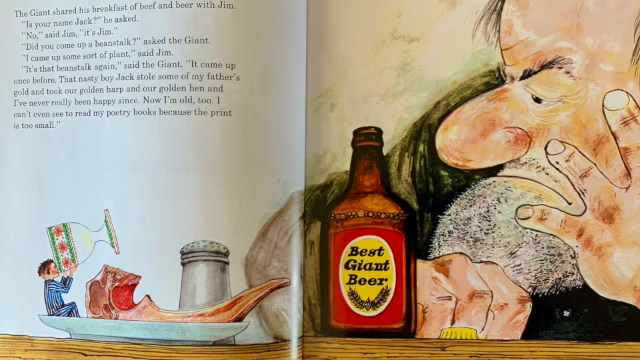 The Giant shared his breakfast of beef and beer with Jim.
"Is your name Jack?" he asked.
"No," said Jim, "it's Jim."
"Did you come up a beanstalk?" asked the Giant.
"I came up some sort of plant," said Jim.
"It's that beanstalk again," said the Giant. "It came up
once before. That nasty boy Jack stole some of my father's
gold and took our golden harp and our golden hen and
I've never really been happy since. Now I'm old, too. I
can't even see to read my poetry books because the print
is too small."
Best
Giant
Beer